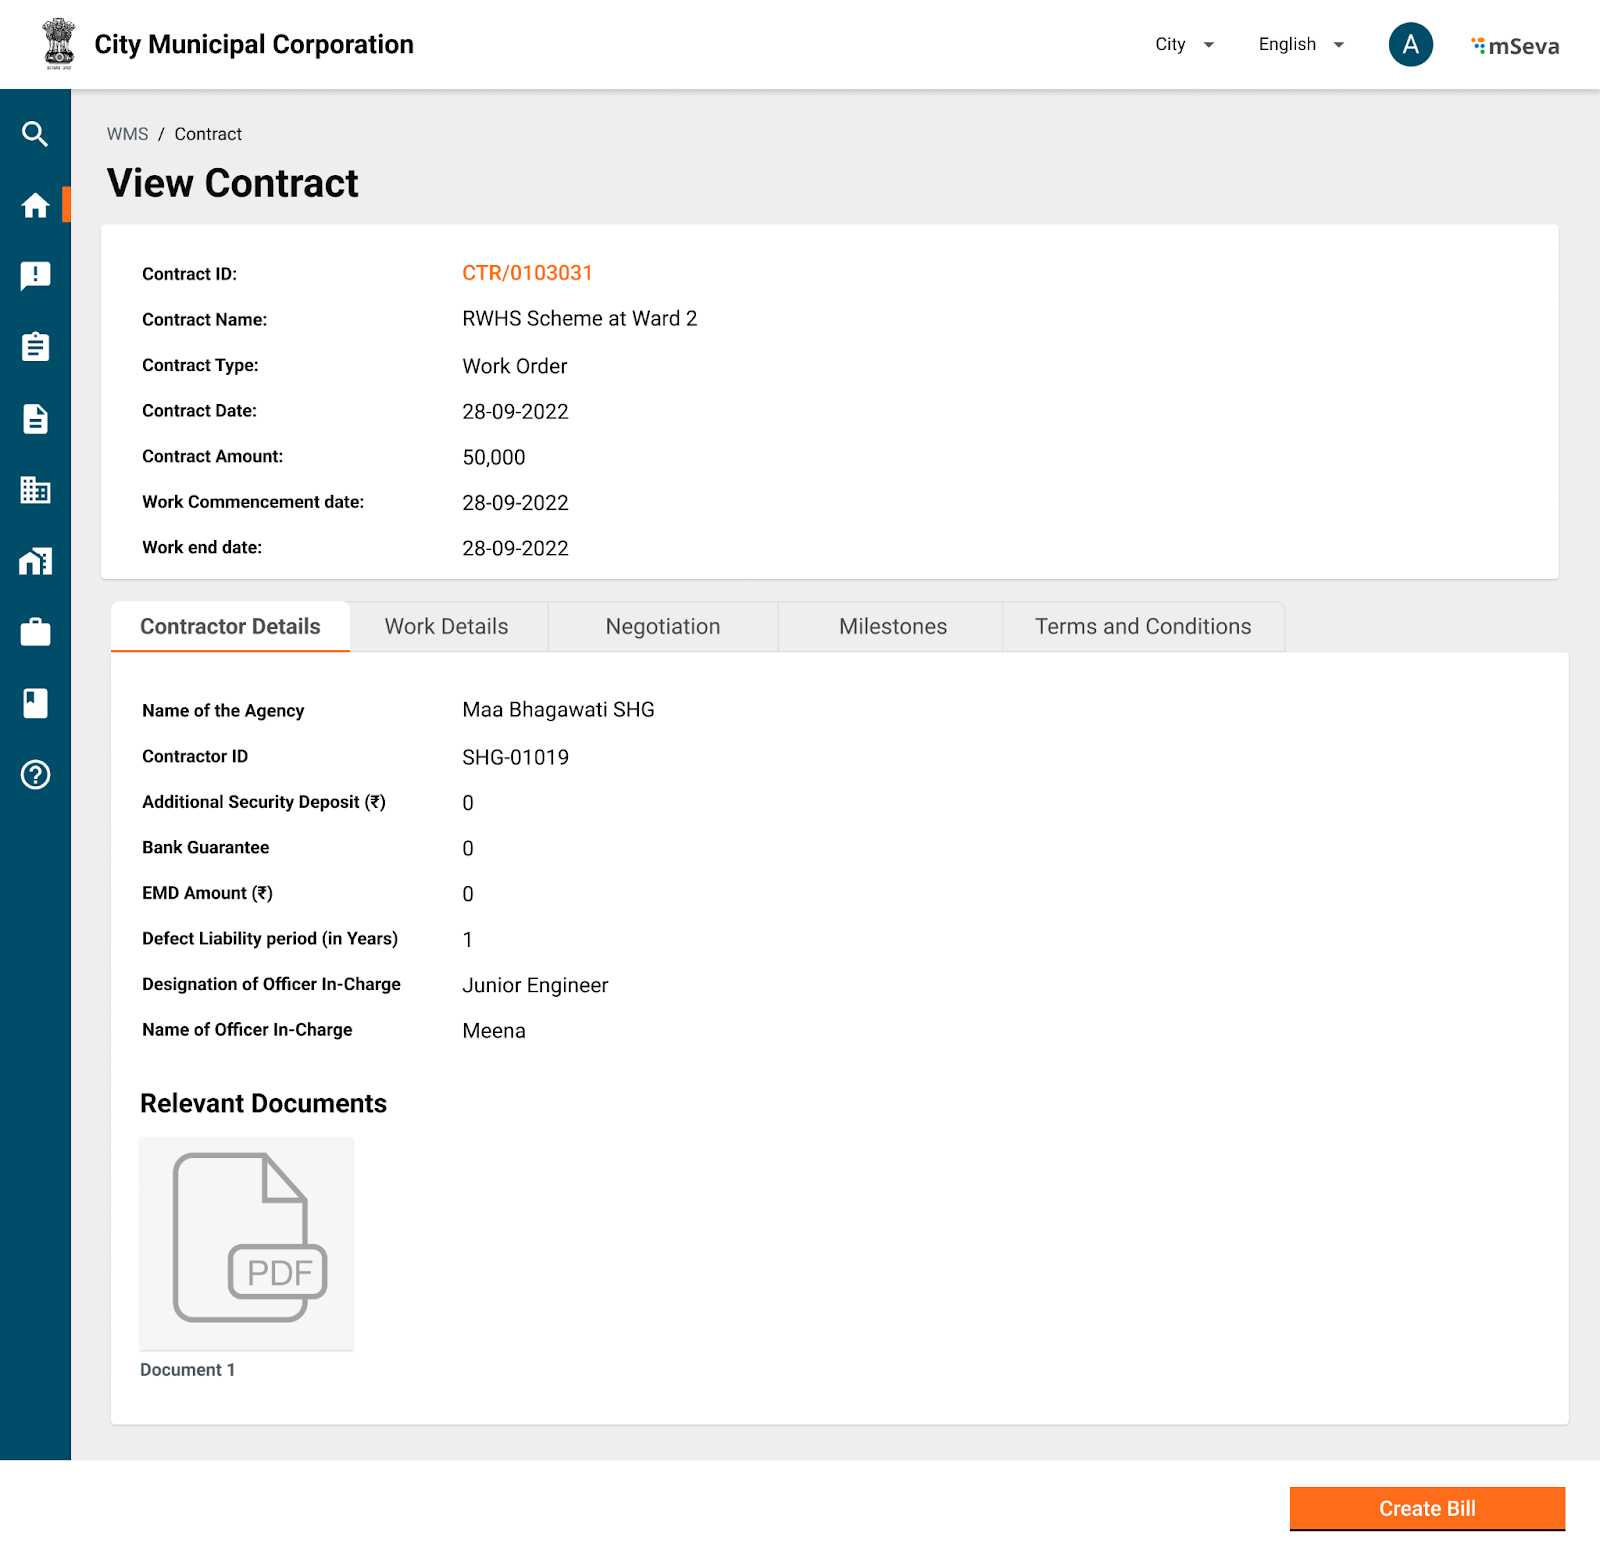 City Municipal Corporation
City
English
A
mSeva
WMS / Contract
View Contract
Contract ID: CTR/0103031
Contract Name: RWHS Scheme at Ward 2
Contract Type: Work Order
Contract Date: 28-09-2022
Contract Amount: 50,000
Work Commencement date: 28-09-2022
Work end date: 28-09-2022
Contractor Details
Work Details
Negotiation
Milestones
Terms and Conditions
Name of the Agency Maa Bhagawati SHG
Contractor ID SHG-01019
Additional Security Deposit (₹) 0
Bank Guarantee 0
EMD Amount (₹) 0
Defect Liability period (in Years) 1
Designation of Officer In-Charge Junior Engineer
Name of Officer In-Charge Meena
Relevant Documents
PDF
Document 1
Create Bill